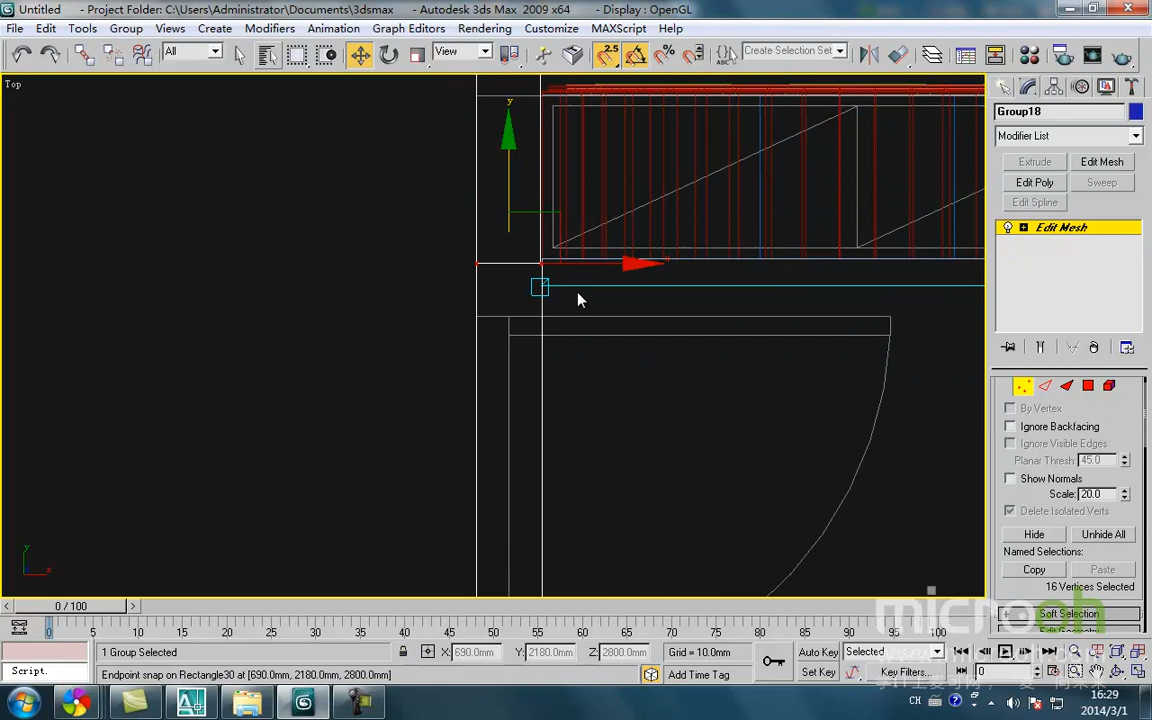 Untitled - Project Folder: C:\Users\Administrator\Documents\3dsmax - Autodesk 3ds Max 2009 x64 - Display : OpenGL
File Edit Tools Group Views Create Modifiers Animation Graph Editors Rendering Customize MAXScript Help
All View 2.5 Create Selection Set
Top
y
Group18
Modifier List
Extrude Edit Mesh
Edit Poly Sweep
Edit Spline
Edit Mesh
By Vertex
Ignore Backfacing
Ignore Visible Edges
Planar Thresh: 45.0
Show Normals
Scale: 20.0
Delete Isolated Verts
Hide Unhide All
Named Selections:
Copy Paste
16 Vertices Selected
Soft Selection
y
x
0 / 100
0 5 10 15 20 25 30 35 40 45 50 55 60 65 70 75 80 85 90 95 100
1 Group Selected X: 690.0mm Y: 2180.0mm Z: 2800.0mm Grid = 10.0mm Auto Key Selected
Script. Endpoint snap on Rectangle30 at [690.0mm, 2180.0mm, 2800.0mm] Add Time Tag Set Key Key Filters... 0
CH 16:29
2014/3/1